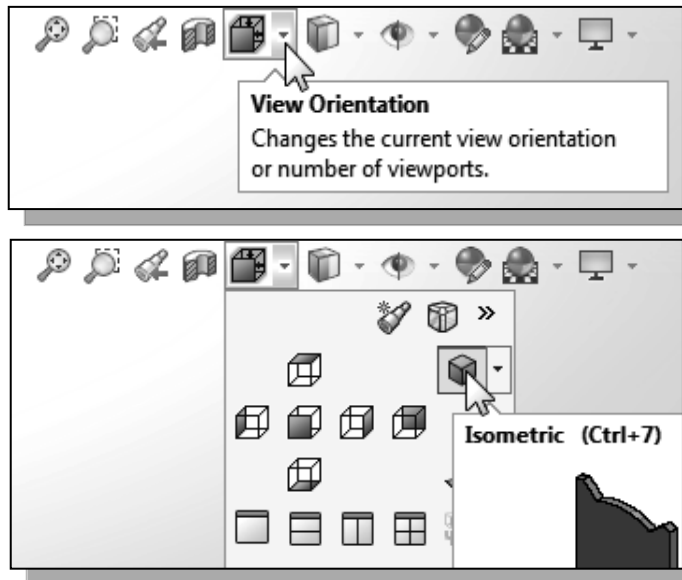 View Orientation
Changes the current view orientation
or number of viewports.
Isometric (Ctrl+7)